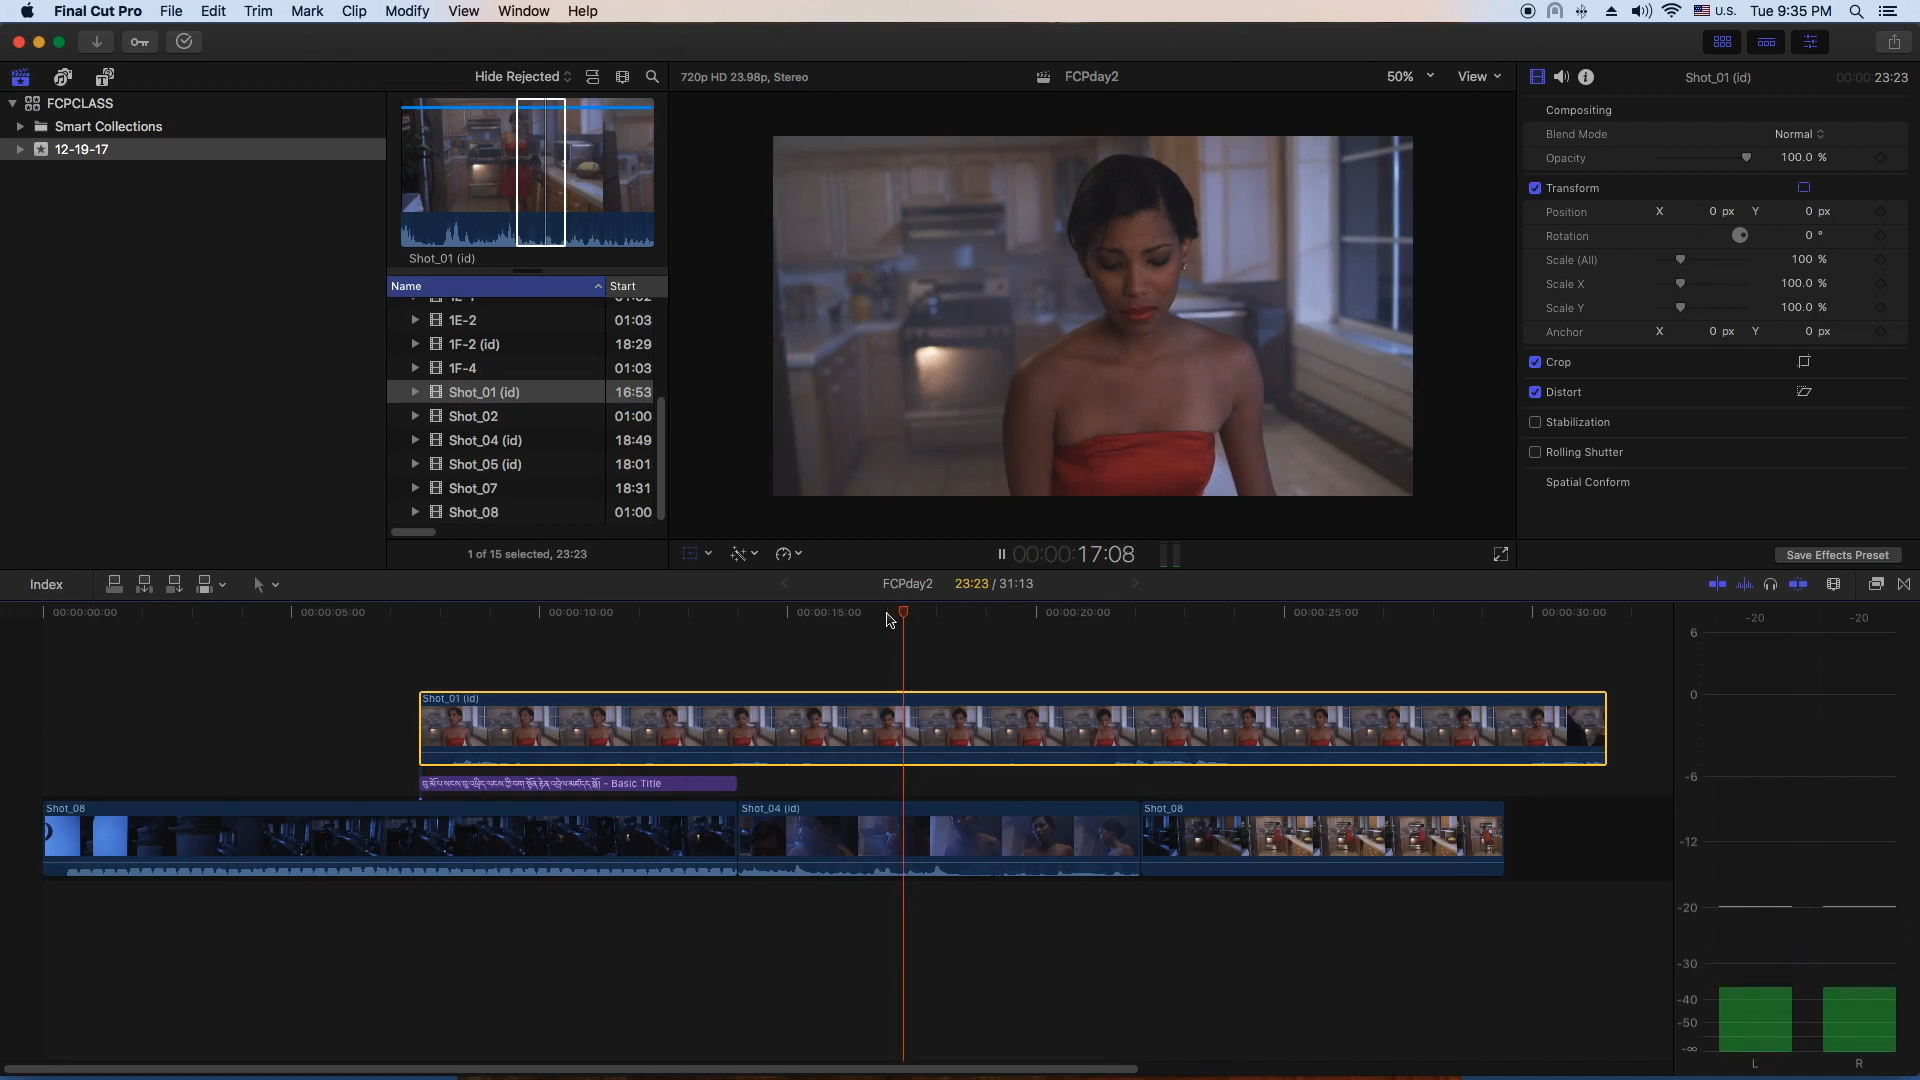 Final Cut Pro File Edit Trim Mark Clip Modify View Window Help U.S. Tue 9:35 PM
Hide Rejected 720p HD 23.98p, Stereo FCPday2 50% View Shot_01 (id) 00:00:23:23
FCPCLASS
Smart Collections
12-19-17
Shot_01 (id)
Name Start
1E-2 01:03
1F-2 (id) 18:29
1F-4 01:03
Shot_01 (id) 16:53
Shot_02 01:00
Shot_04 (id) 18:49
Shot_05 (id) 18:01
Shot_07 18:31
Shot_08 01:00
1 of 15 selected, 23:23
00:00:00:17:08
Compositing
Blend Mode Normal
Opacity 100.0 %
Transform
Position X 0 px Y 0 px
Rotation 0 °
Scale (All) 100 %
Scale X 100.0 %
Scale Y 100.0 %
Anchor X 0 px Y 0 px
Crop
Distort
Stabilization
Rolling Shutter
Spatial Conform
Save Effects Preset
Index FCPday2 23:23 / 31:13
00:00:00:00 00:00:05:00 00:00:10:00 00:00:15:00 00:00:20:00 00:00:25:00 00:00:30:00
Shot_01 (id)
- Basic Title
Shot_08 Shot_04 (id) Shot_08
-20 -20
6
0
-6
-12
-20
-30
-40
-50
-∞
L R